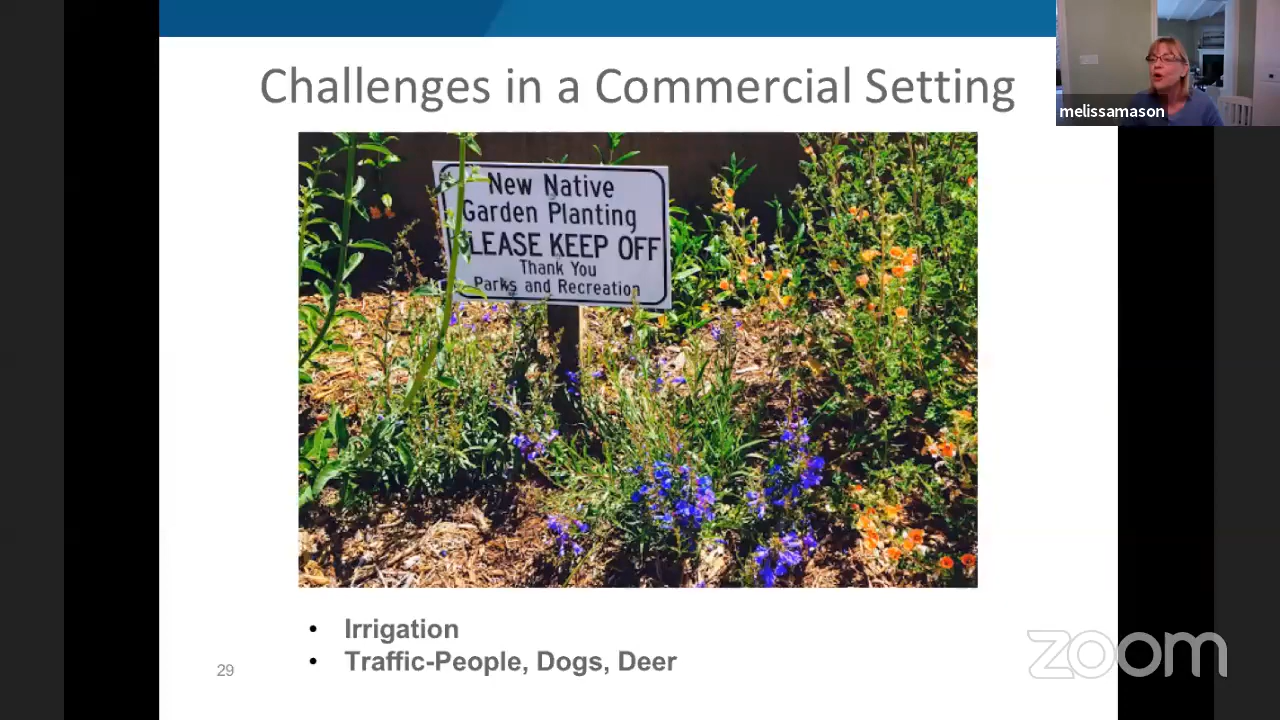 Challenges in a Commercial Setting
melissamason
New Native
Garden Planting
PLEASE KEEP OFF
Thank You
Parks and Recreation
• Irrigation
• Traffic-People, Dogs, Deer
29
zoom